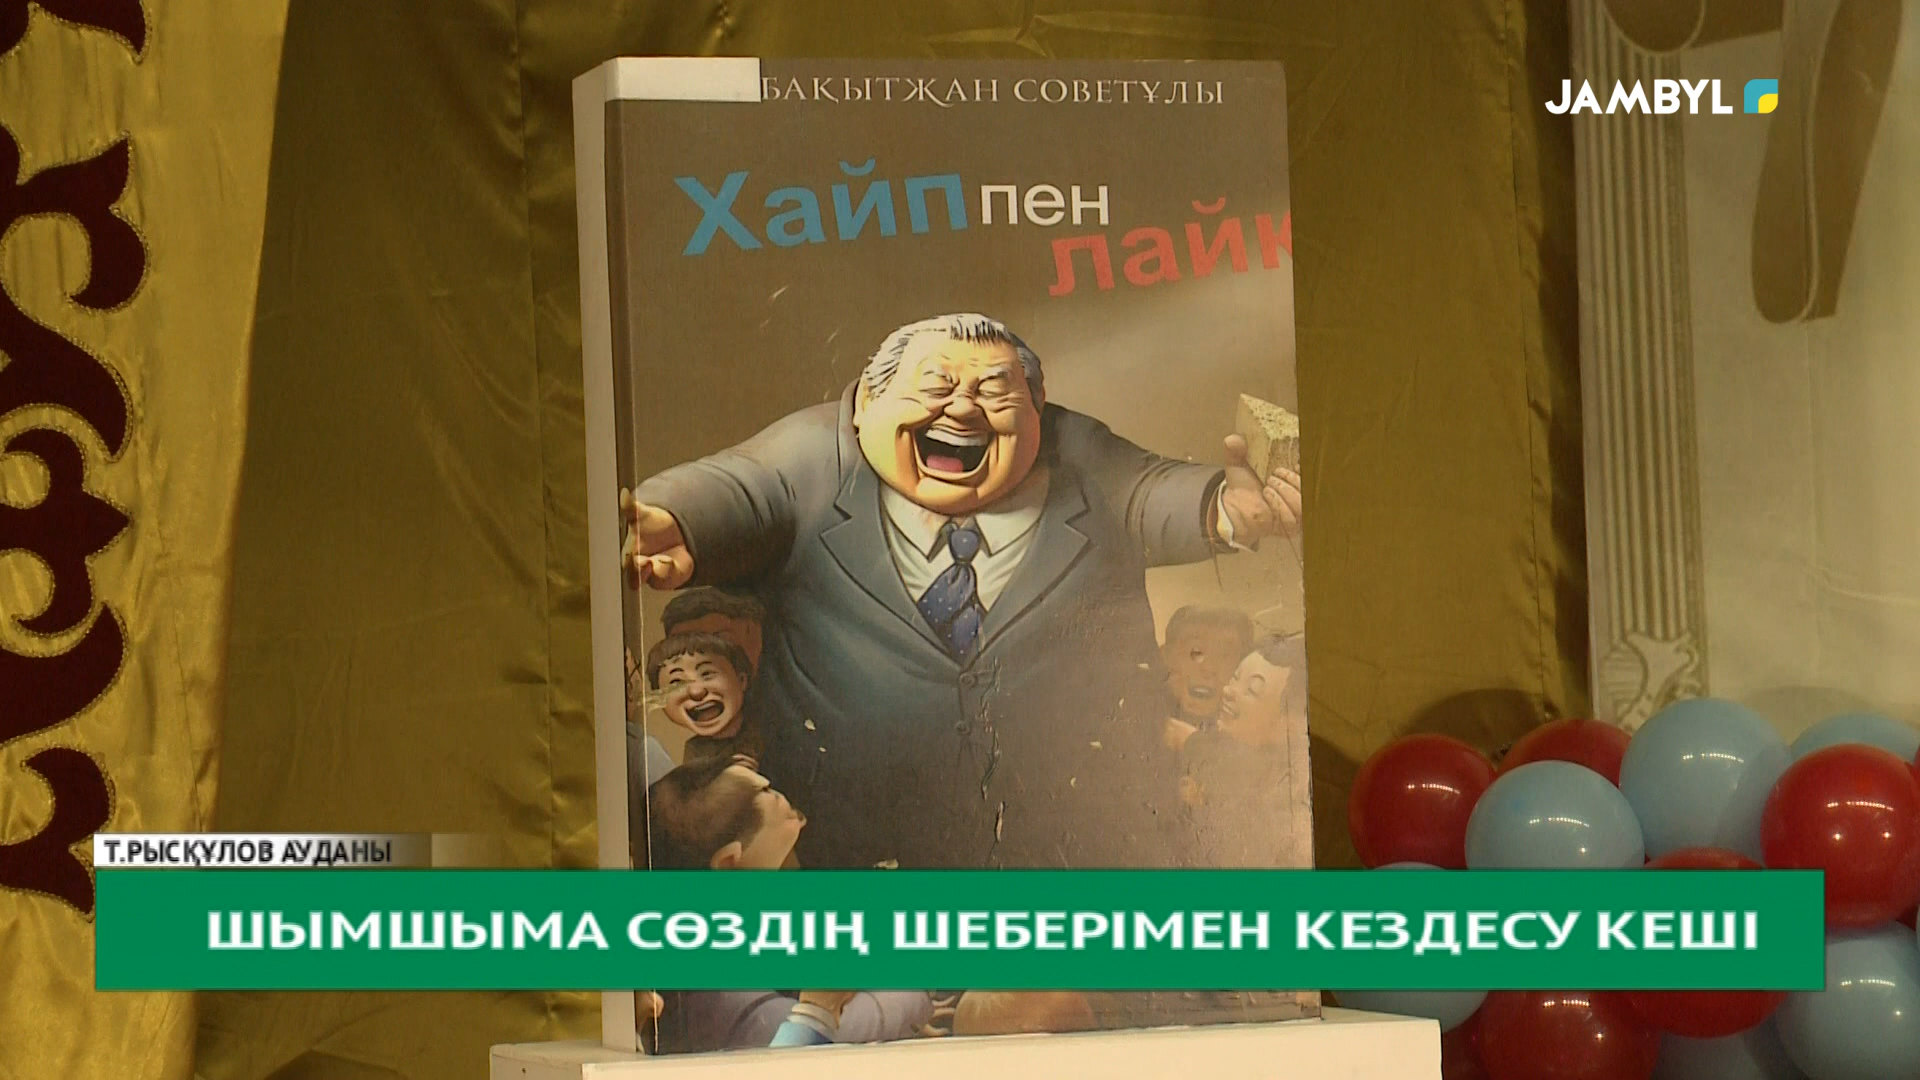 БАҚЫТЖАН СОВЕТҰЛЫ
JAMBYL
Хайп пен
лайк
Т.РЫСҚҰЛОВ АУДАНЫ
ШЫМШЫМА СӨЗДІҢ ШЕБЕРІМЕН КЕЗДЕСУ КЕШІ